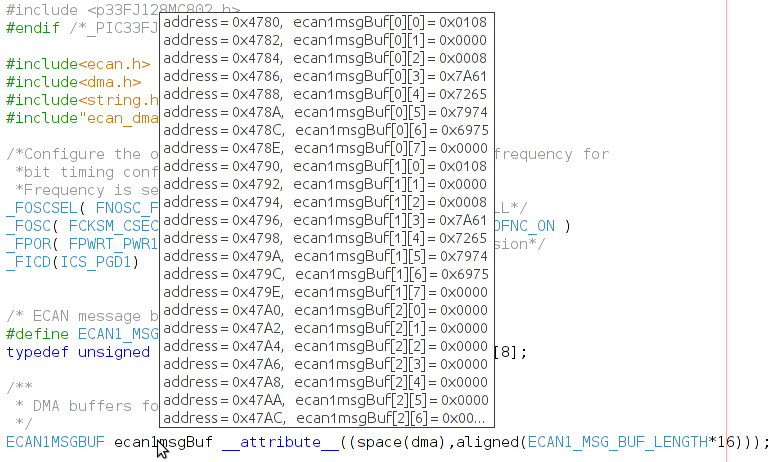 #include <p33FJ128MC802.h>
#endif /*_PIC33FJ
#include<ecan.h>
#include<dma.h>
#include<string.h
#include"ecan_dma
/*Configure the o
frequency for
*bit timing conf
*Frequency is se
_FOSCSEL( FNOSC_F
LL*/
_FOSC( FCKSM_CSEC
OFNC_ON )
_FPOR( FPWRT_PWR1
sion*/
_FICD(ICS_PGD1)
/* ECAN message b
#define ECAN1_MSG
typedef unsigned
[8];
/**
* DMA buffers fo
*/
ECAN1MSGBUF ecan1msgBuf __attribute__((space(dma),aligned(ECAN1_MSG_BUF_LENGTH*16)));
address = 0x4780, ecan1msgBuf[0][0] = 0x0108
address = 0x4782, ecan1msgBuf[0][1] = 0x0000
address = 0x4784, ecan1msgBuf[0][2] = 0x0008
address = 0x4786, ecan1msgBuf[0][3] = 0x7A61
address = 0x4788, ecan1msgBuf[0][4] = 0x7265
address = 0x478A, ecan1msgBuf[0][5] = 0x7974
address = 0x478C, ecan1msgBuf[0][6] = 0x6975
address = 0x478E, ecan1msgBuf[0][7] = 0x0000
address = 0x4790, ecan1msgBuf[1][0] = 0x0108
address = 0x4792, ecan1msgBuf[1][1] = 0x0000
address = 0x4794, ecan1msgBuf[1][2] = 0x0008
address = 0x4796, ecan1msgBuf[1][3] = 0x7A61
address = 0x4798, ecan1msgBuf[1][4] = 0x7265
address = 0x479A, ecan1msgBuf[1][5] = 0x7974
address = 0x479C, ecan1msgBuf[1][6] = 0x6975
address = 0x479E, ecan1msgBuf[1][7] = 0x0000
address = 0x47A0, ecan1msgBuf[2][0] = 0x0000
address = 0x47A2, ecan1msgBuf[2][1] = 0x0000
address = 0x47A4, ecan1msgBuf[2][2] = 0x0000
address = 0x47A6, ecan1msgBuf[2][3] = 0x0000
address = 0x47A8, ecan1msgBuf[2][4] = 0x0000
address = 0x47AA, ecan1msgBuf[2][5] = 0x0000
address = 0x47AC, ecan1msgBuf[2][6] = 0x00...